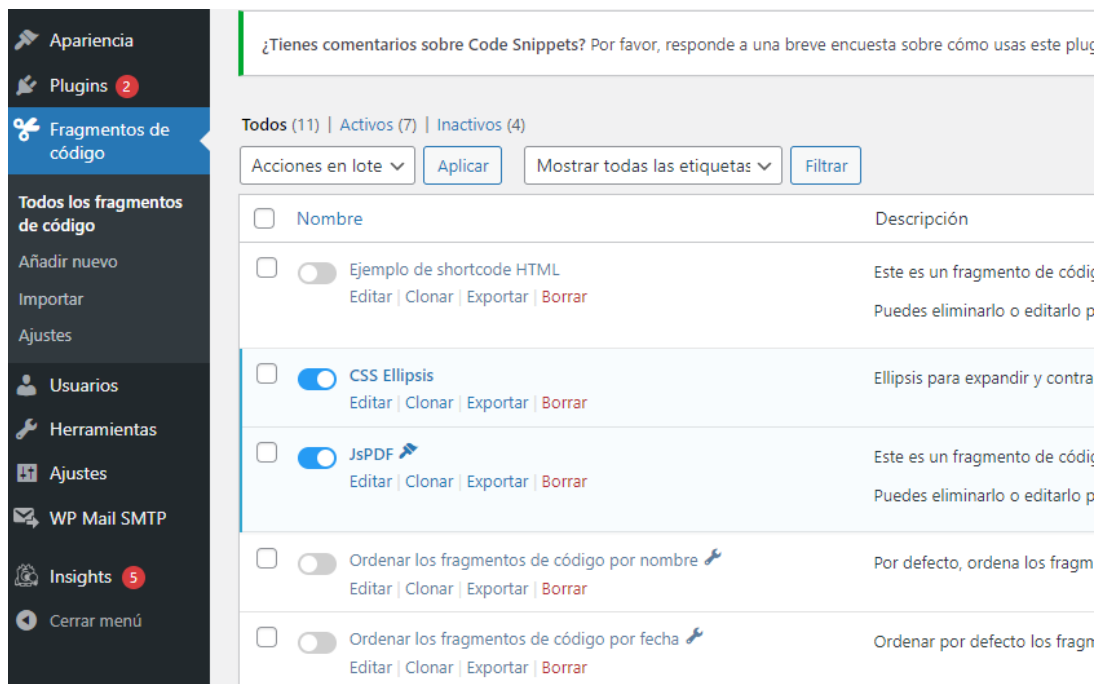 Apariencia
Plugins 2
Fragmentos de
código
Todos los fragmentos
de código
Añadir nuevo
Importar
Ajustes
Usuarios
Herramientas
Ajustes
WP Mail SMTP
Insights 5
Cerrar menú
¿Tienes comentarios sobre Code Snippets? Por favor, responde a una breve encuesta sobre cómo usas este
Todos (11) | Activos (7) | Inactivos (4)
Acciones en lote Aplicar Mostrar todas las etiquetas Filtrar
Nombre Descripción
Ejemplo de shortcode HTML
Editar | Clonar | Exportar | Borrar
Este es un fragmento de
Puedes eliminarlo o editarlo
CSS Ellipsis
Editar | Clonar | Exportar | Borrar
Ellipsis para expandir y
JsPDF
Editar | Clonar | Exportar | Borrar
Este es un fragmento de
Puedes eliminarlo o editarlo
Ordenar los fragmentos de código por nombre
Editar | Clonar | Exportar | Borrar
Por defecto, ordena los
Ordenar los fragmentos de código por fecha
Editar | Clonar | Exportar | Borrar
Ordenar por defecto los